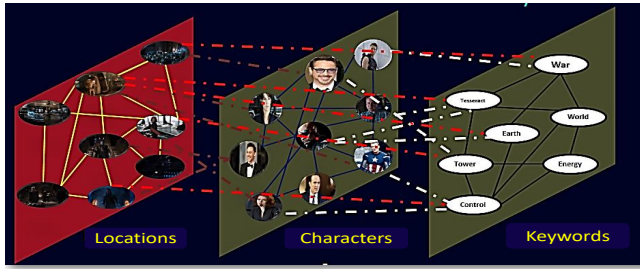 War
Tesseract
World
Earth
Tower
Energy
Control
Locations
Characters
Keywords